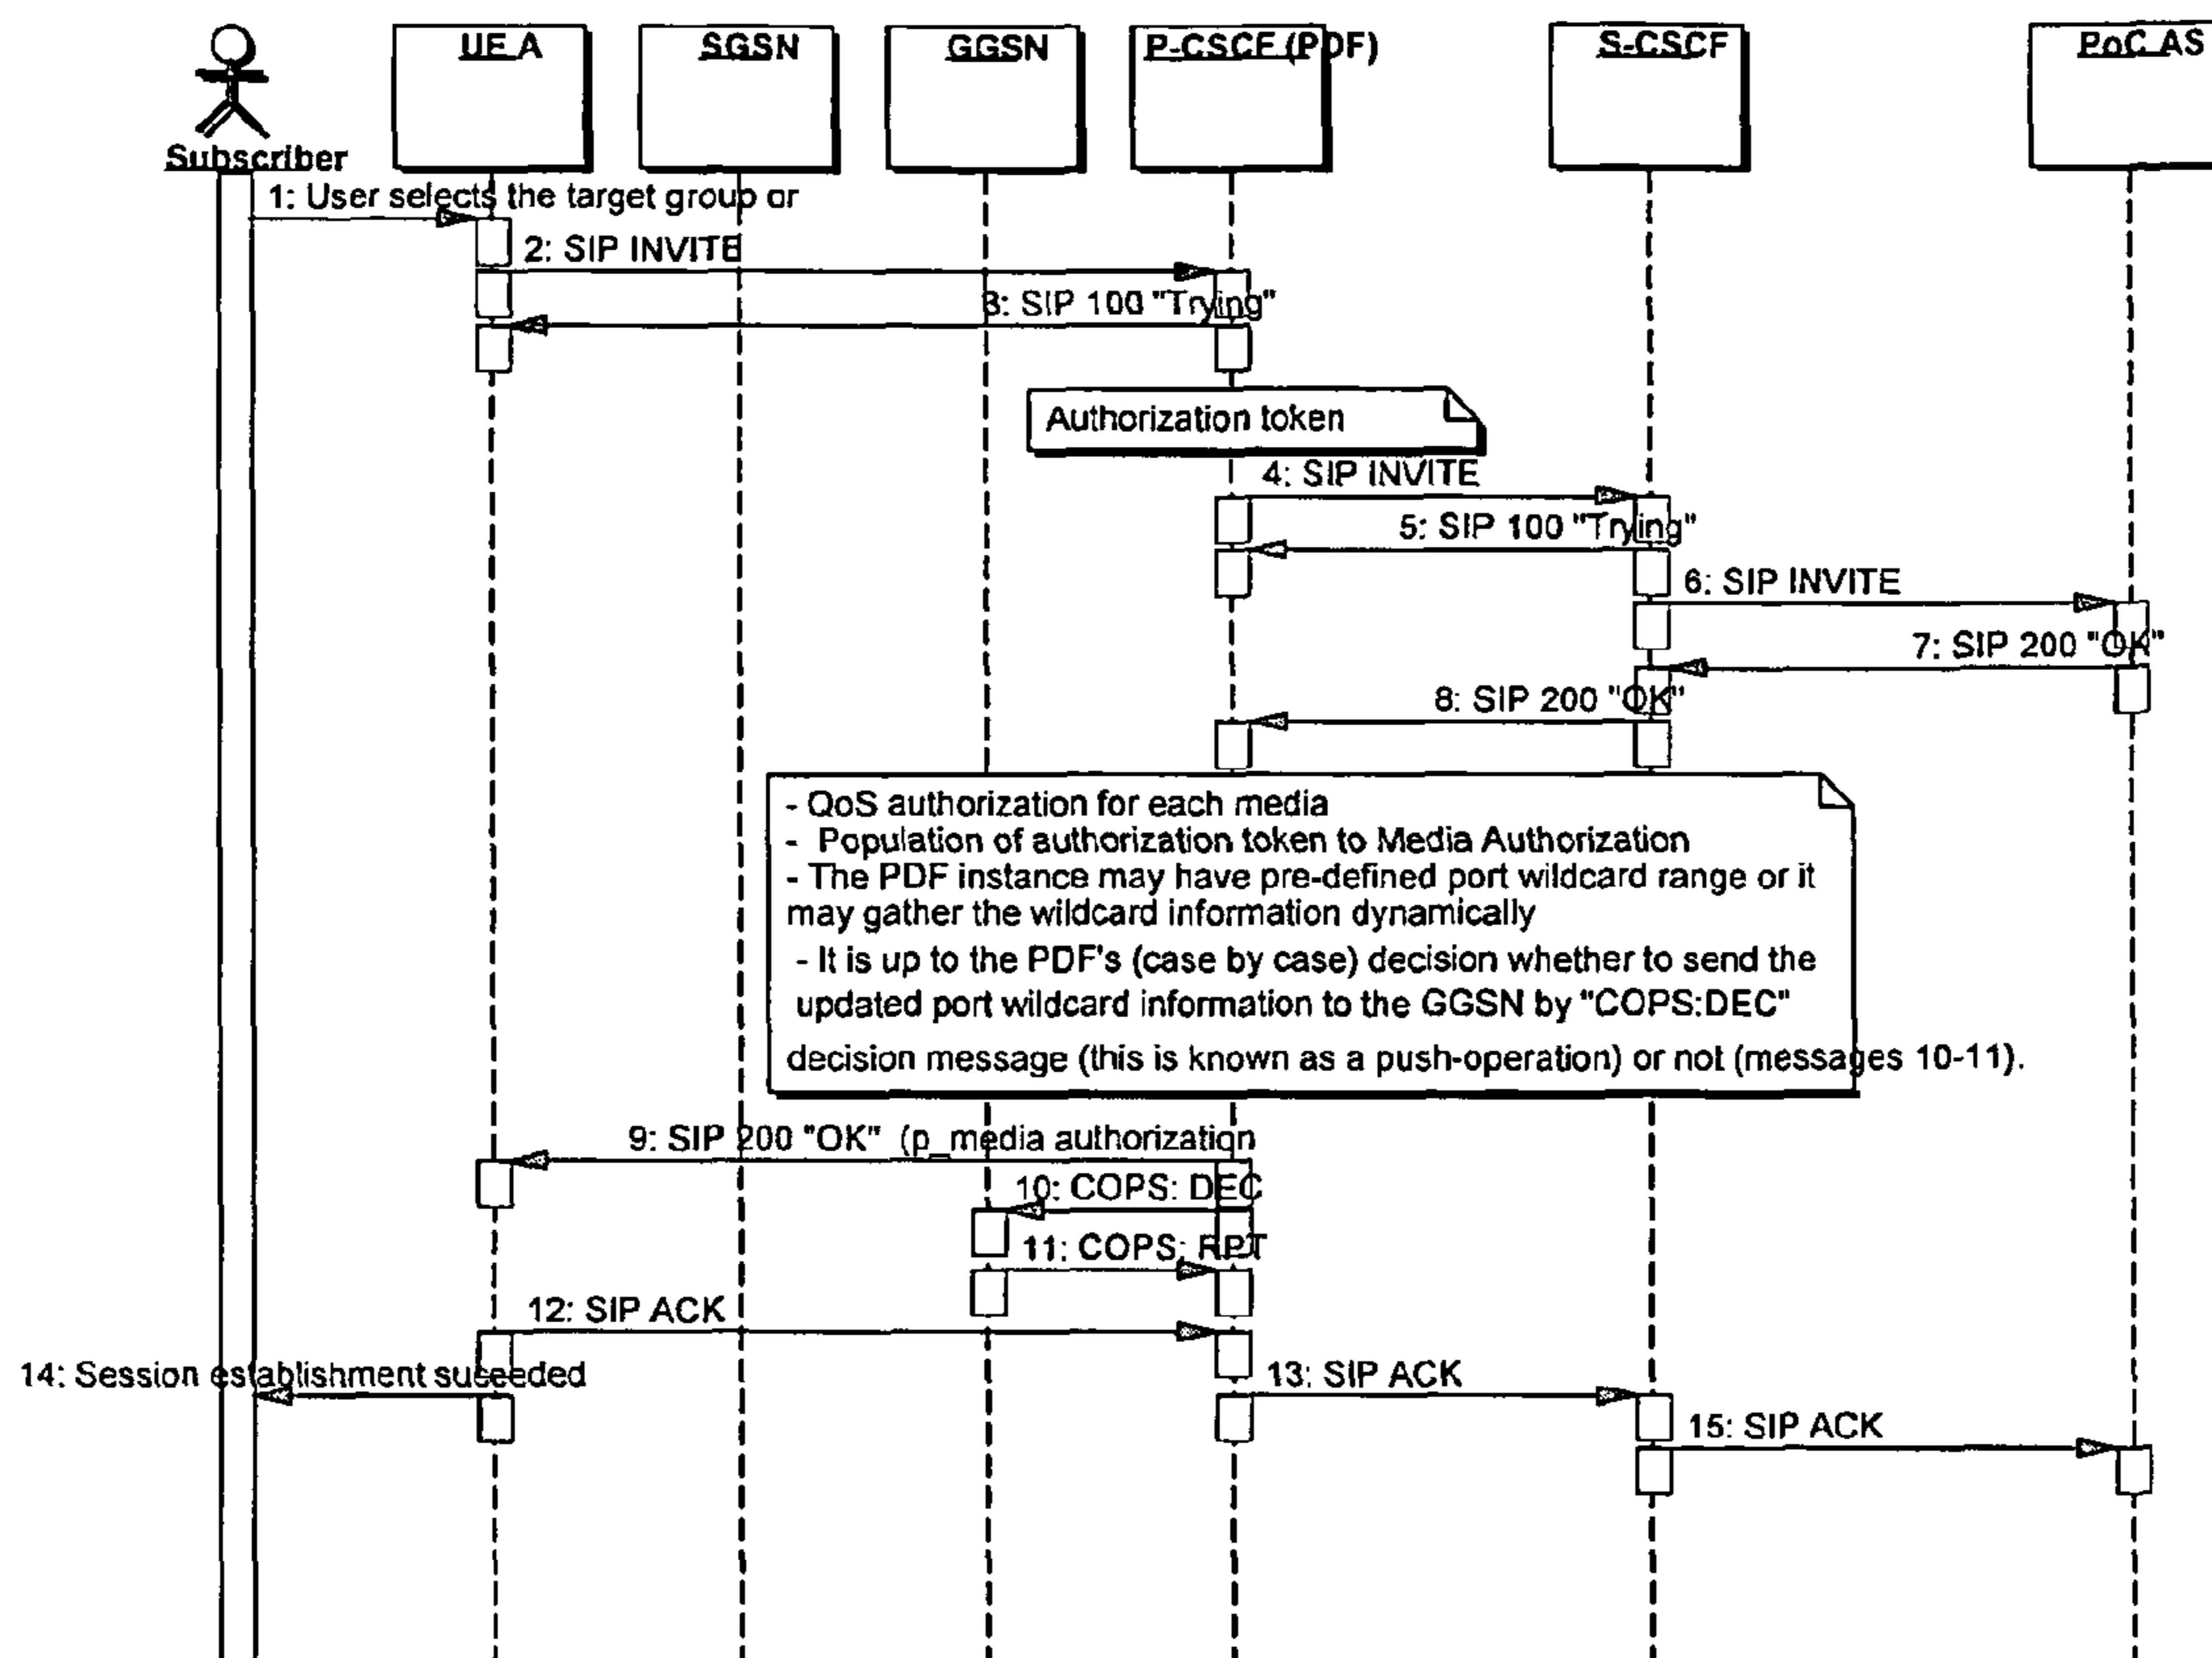 UE A
SGSN
GGSN
P-CSCF (PDF)
S-CSCF
PoC AS
Subscriber
1: User selects the target group or
2: SIP INVITE
3: SIP 100 "Trying"
Authorization token
4: SIP INVITE
5: SIP 100 "Trying"
6: SIP INVITE
7: SIP 200 "OK"
8: SIP 200 "OK"
- QoS authorization for each media
- Population of authorization token to Media Authorization
- The PDF instance may have pre-defined port wildcard range or it
may gather the wildcard information dynamically
- It is up to the PDF's (case by case) decision whether to send the
updated port wildcard information to the GGSN by "COPS:DEC"
decision message (this is known as a push-operation) or not (messages 10-11).
9: SIP 200 "OK" (p_media authorization
10: COPS: DEC
11: COPS: RPT
12: SIP ACK
14: Session establishment suceeded
13: SIP ACK
15: SIP ACK